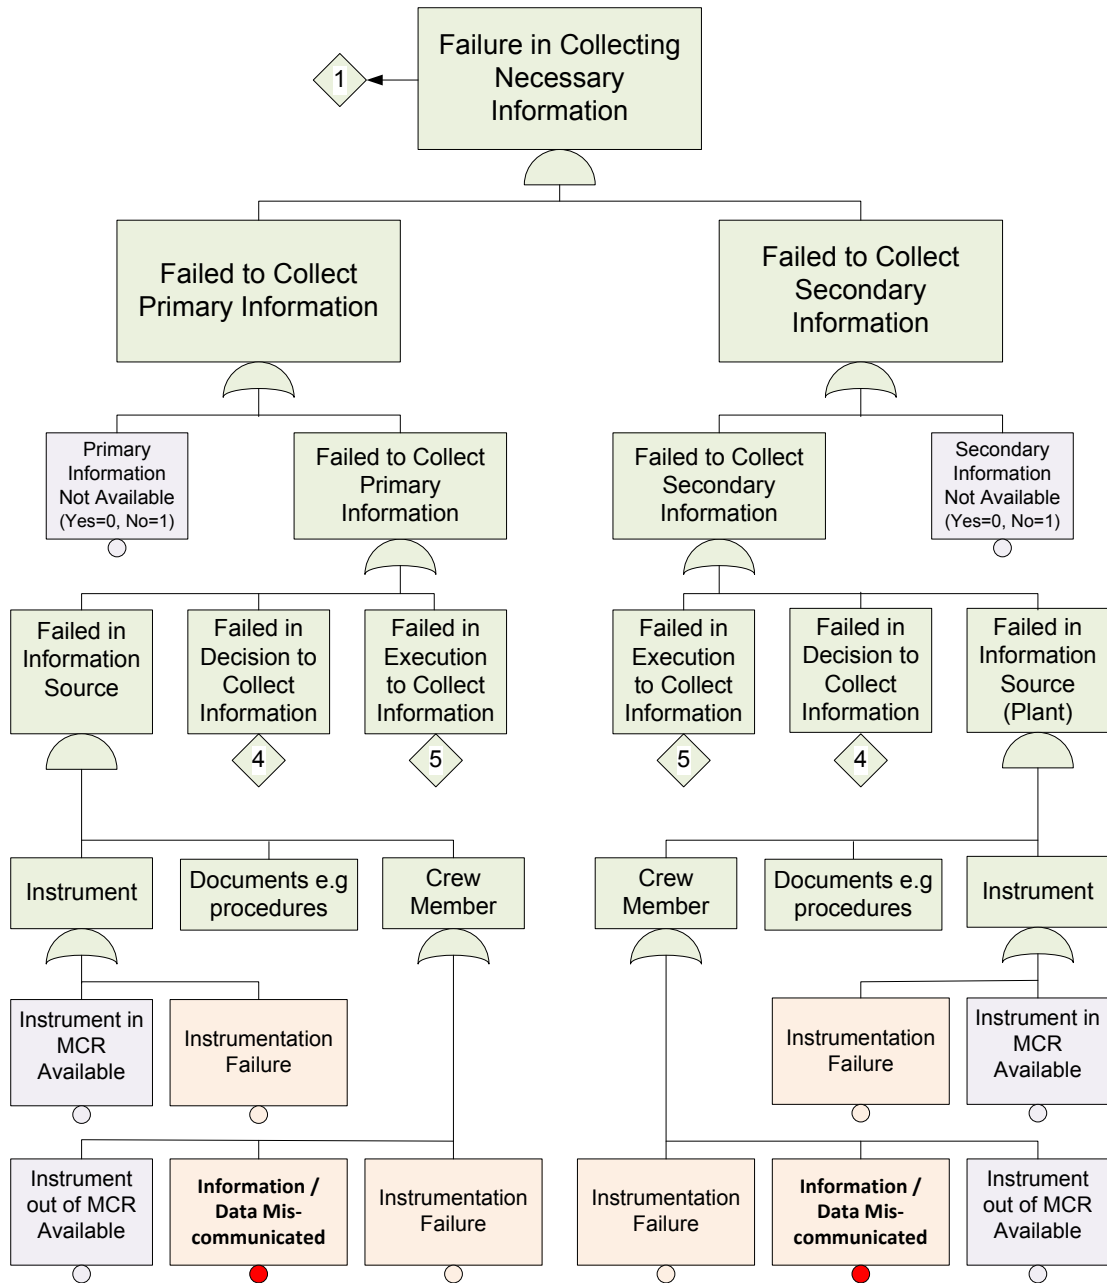 Failure in Collecting
Necessary
Information
1
Failed to Collect
Primary Information
Failed to Collect
Secondary
Information
Primary
Information
Not Available
(Yes=0, No=1)
Failed to Collect
Primary
Information
Failed to Collect
Secondary
Information
Secondary
Information
Not Available
(Yes=0, No=1)
Failed in
Information
Source
Failed in
Decision to
Collect
Information
Failed in
Execution
to Collect
Information
Failed in
Execution
to Collect
Information
Failed in
Decision to
Collect
Information
Failed in
Information
Source
(Plant)
4
5
5
4
Instrument
Documents e.g
procedures
Crew
Member
Crew
Member
Documents e.g
procedures
Instrument
Instrument in
MCR
Available
Instrumentation
Failure
Instrumentation
Failure
Instrument in
MCR
Available
Instrument
out of MCR
Available
Information /
Data Mis-
communicated
Instrumentation
Failure
Instrumentation
Failure
Information /
Data Mis-
communicated
Instrument
out of MCR
Available